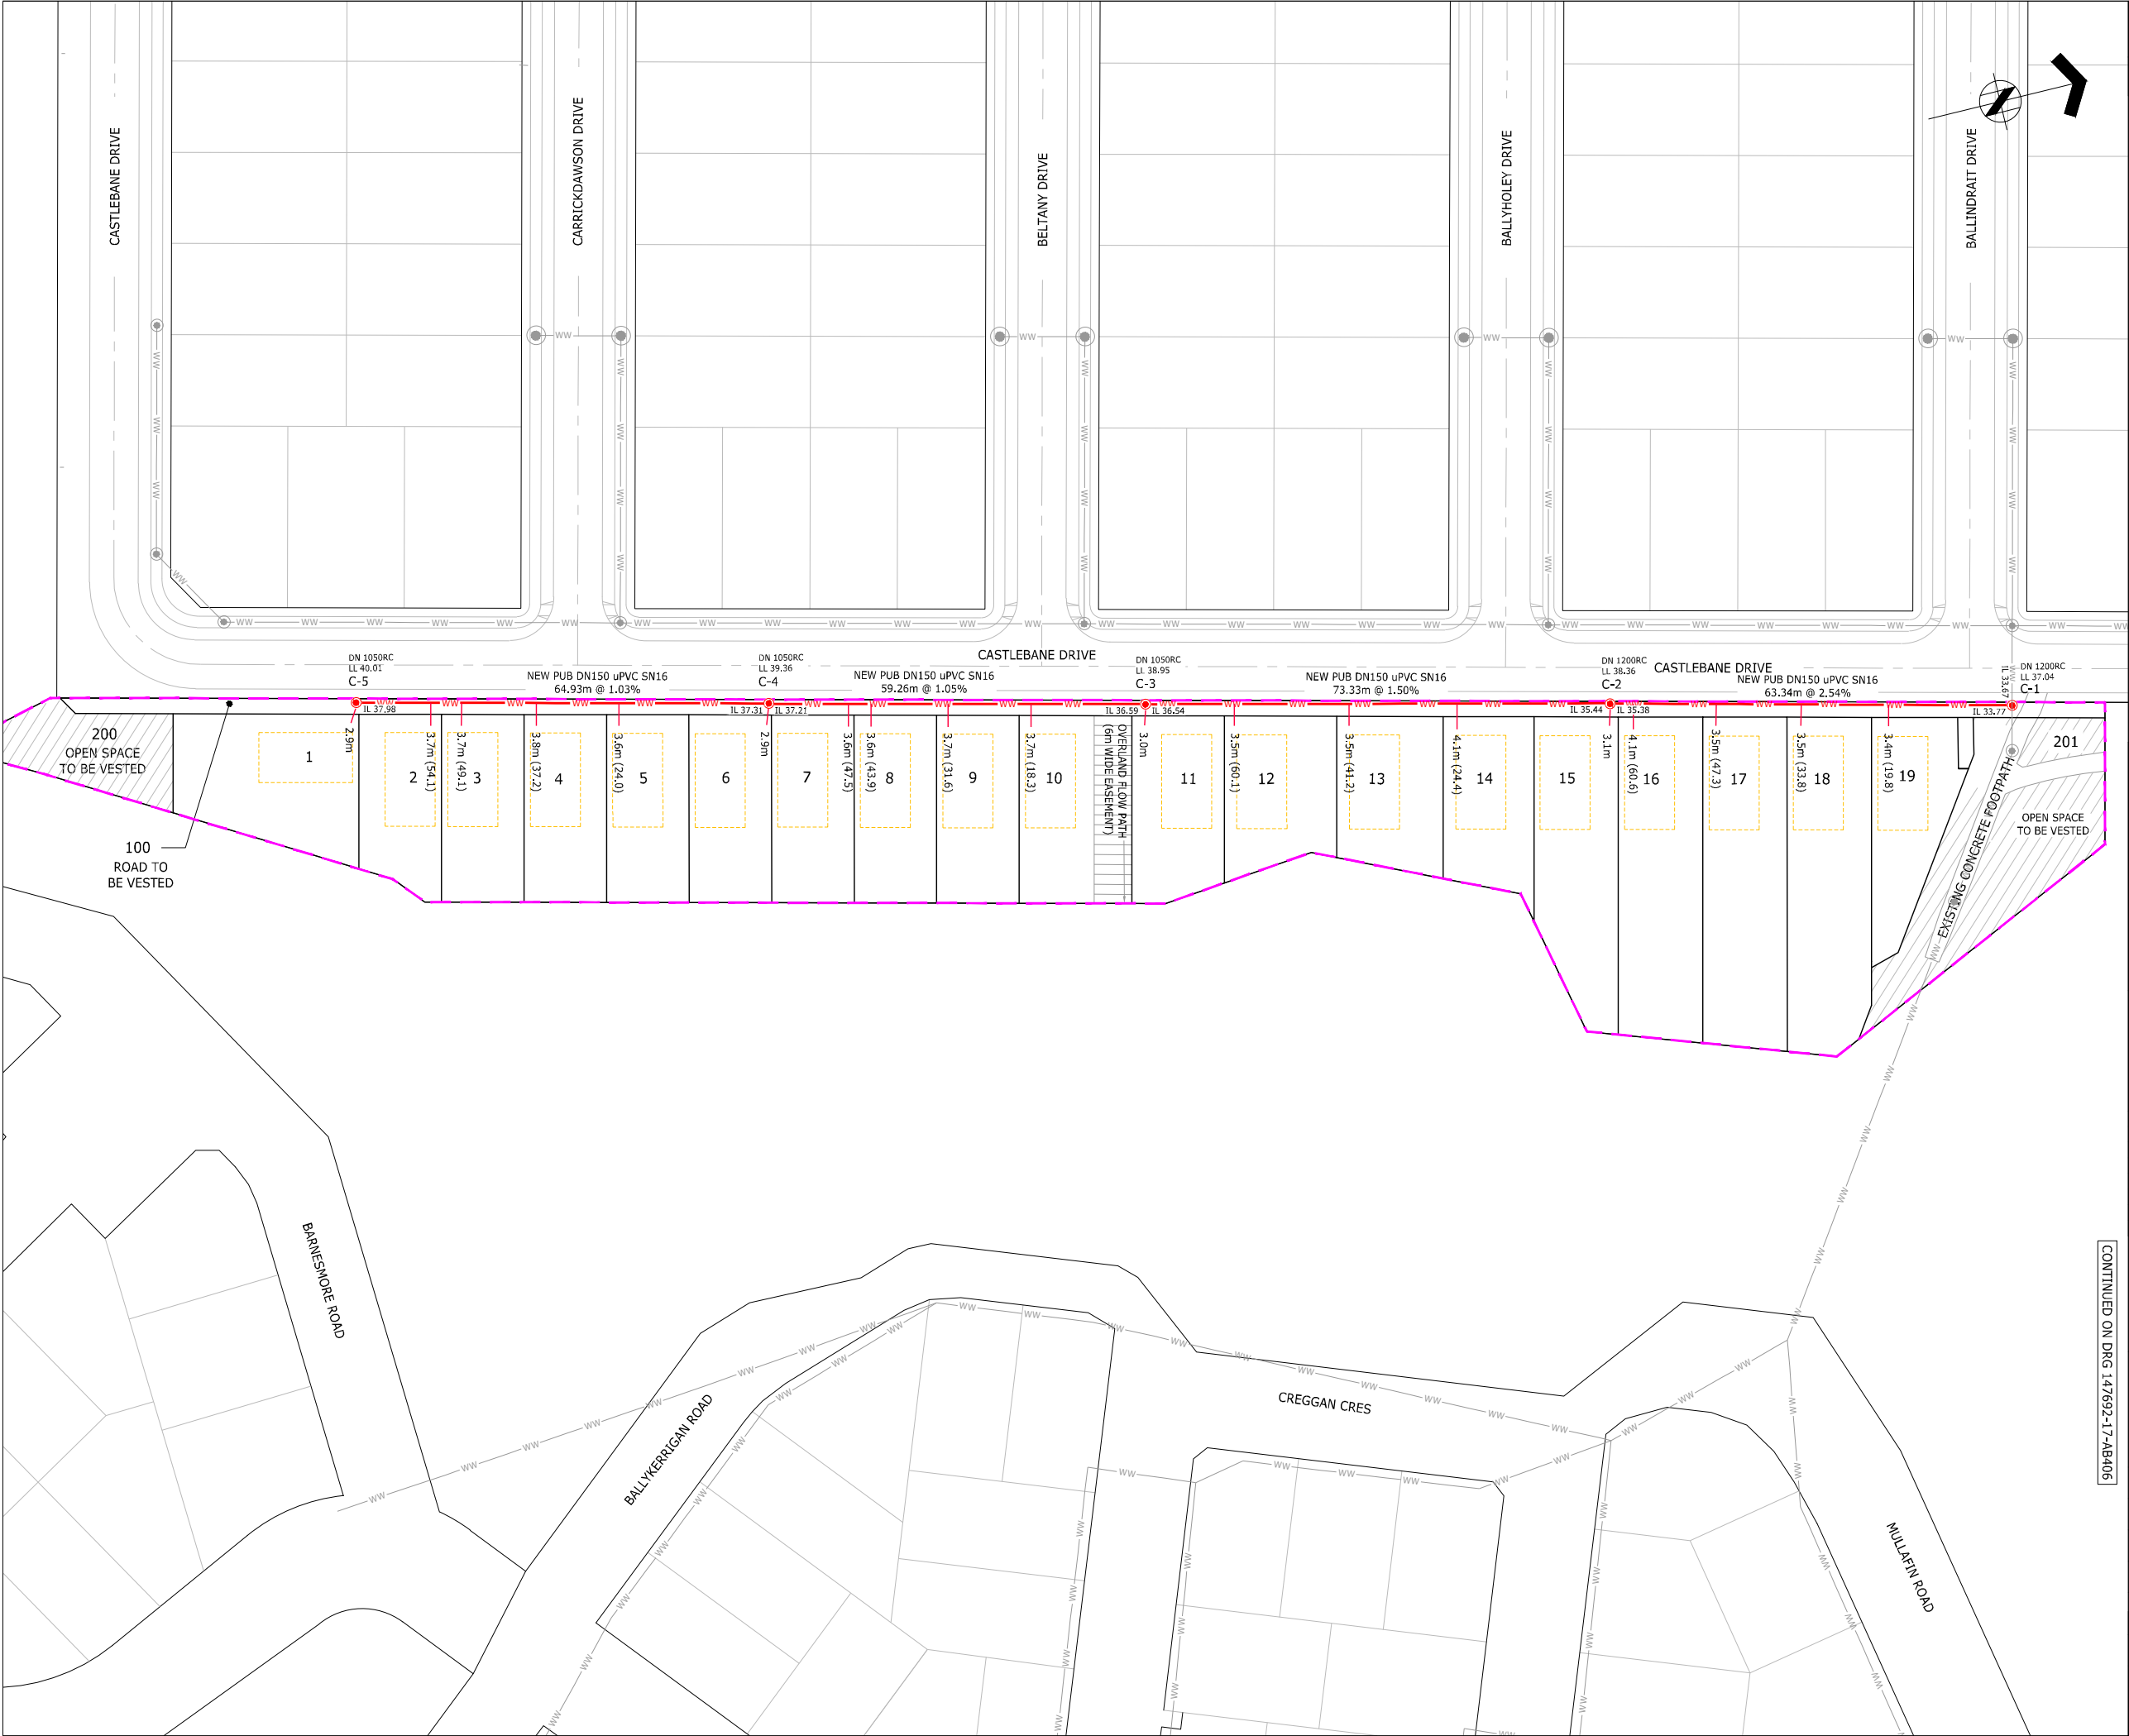 CASTLEBANE DRIVE
CARRICKDAWSON DRIVE
BELTANY DRIVE
BALLYHOLEY DRIVE
BALLINDRAIT DRIVE
CASTLEBANE DRIVE
CASTLEBANE DRIVE
DN 1050RC
LL 40.01
C-5
NEW PUB DN150 uPVC SN16
64.93m @ 1.03%
DN 1050RC
LL 39.36
C-4
NEW PUB DN150 uPVC SN16
59.26m @ 1.05%
DN 1050RC
LL 38.95
C-3
NEW PUB DN150 uPVC SN16
73.33m @ 1.50%
DN 1200RC
LL 38.36
C-2
NEW PUB DN150 uPVC SN16
63.34m @ 2.54%
IL 33.67
DN 1200RC
LL 37.04
C-1
IL 37.98
IL 37.31
IL 37.21
IL 36.59
IL 36.54
IL 35.44
IL 35.38
IL 33.77
200
OPEN SPACE
TO BE VESTED
100
ROAD TO
BE VESTED
1
2.9m
2
3.7m (54.1)
3.7m (49.1)
3
3.8m (37.2)
4
3.6m (24.0)
5
6
2.9m
7
3.6m (47.5)
3.6m (43.9)
8
3.7m (31.6)
9
3.7m (18.3)
10
OVERLAND FLOW PATH
(6m WIDE EASEMENT)
3.0m
11
3.5m (60.1)
12
3.5m (41.2)
13
4.1m (24.4)
14
15
3.1m
4.1m (60.6)
16
3.5m (47.3)
17
3.5m (33.8)
18
3.4m (19.8)
19
EXISTING CONCRETE FOOTPATH
201
OPEN SPACE
TO BE VESTED
BARNESMORE ROAD
BALLYKERRIGAN ROAD
CREGGAN CRES
MULLAFIN ROAD
CONTINUED ON DRG 147692-17-AB406